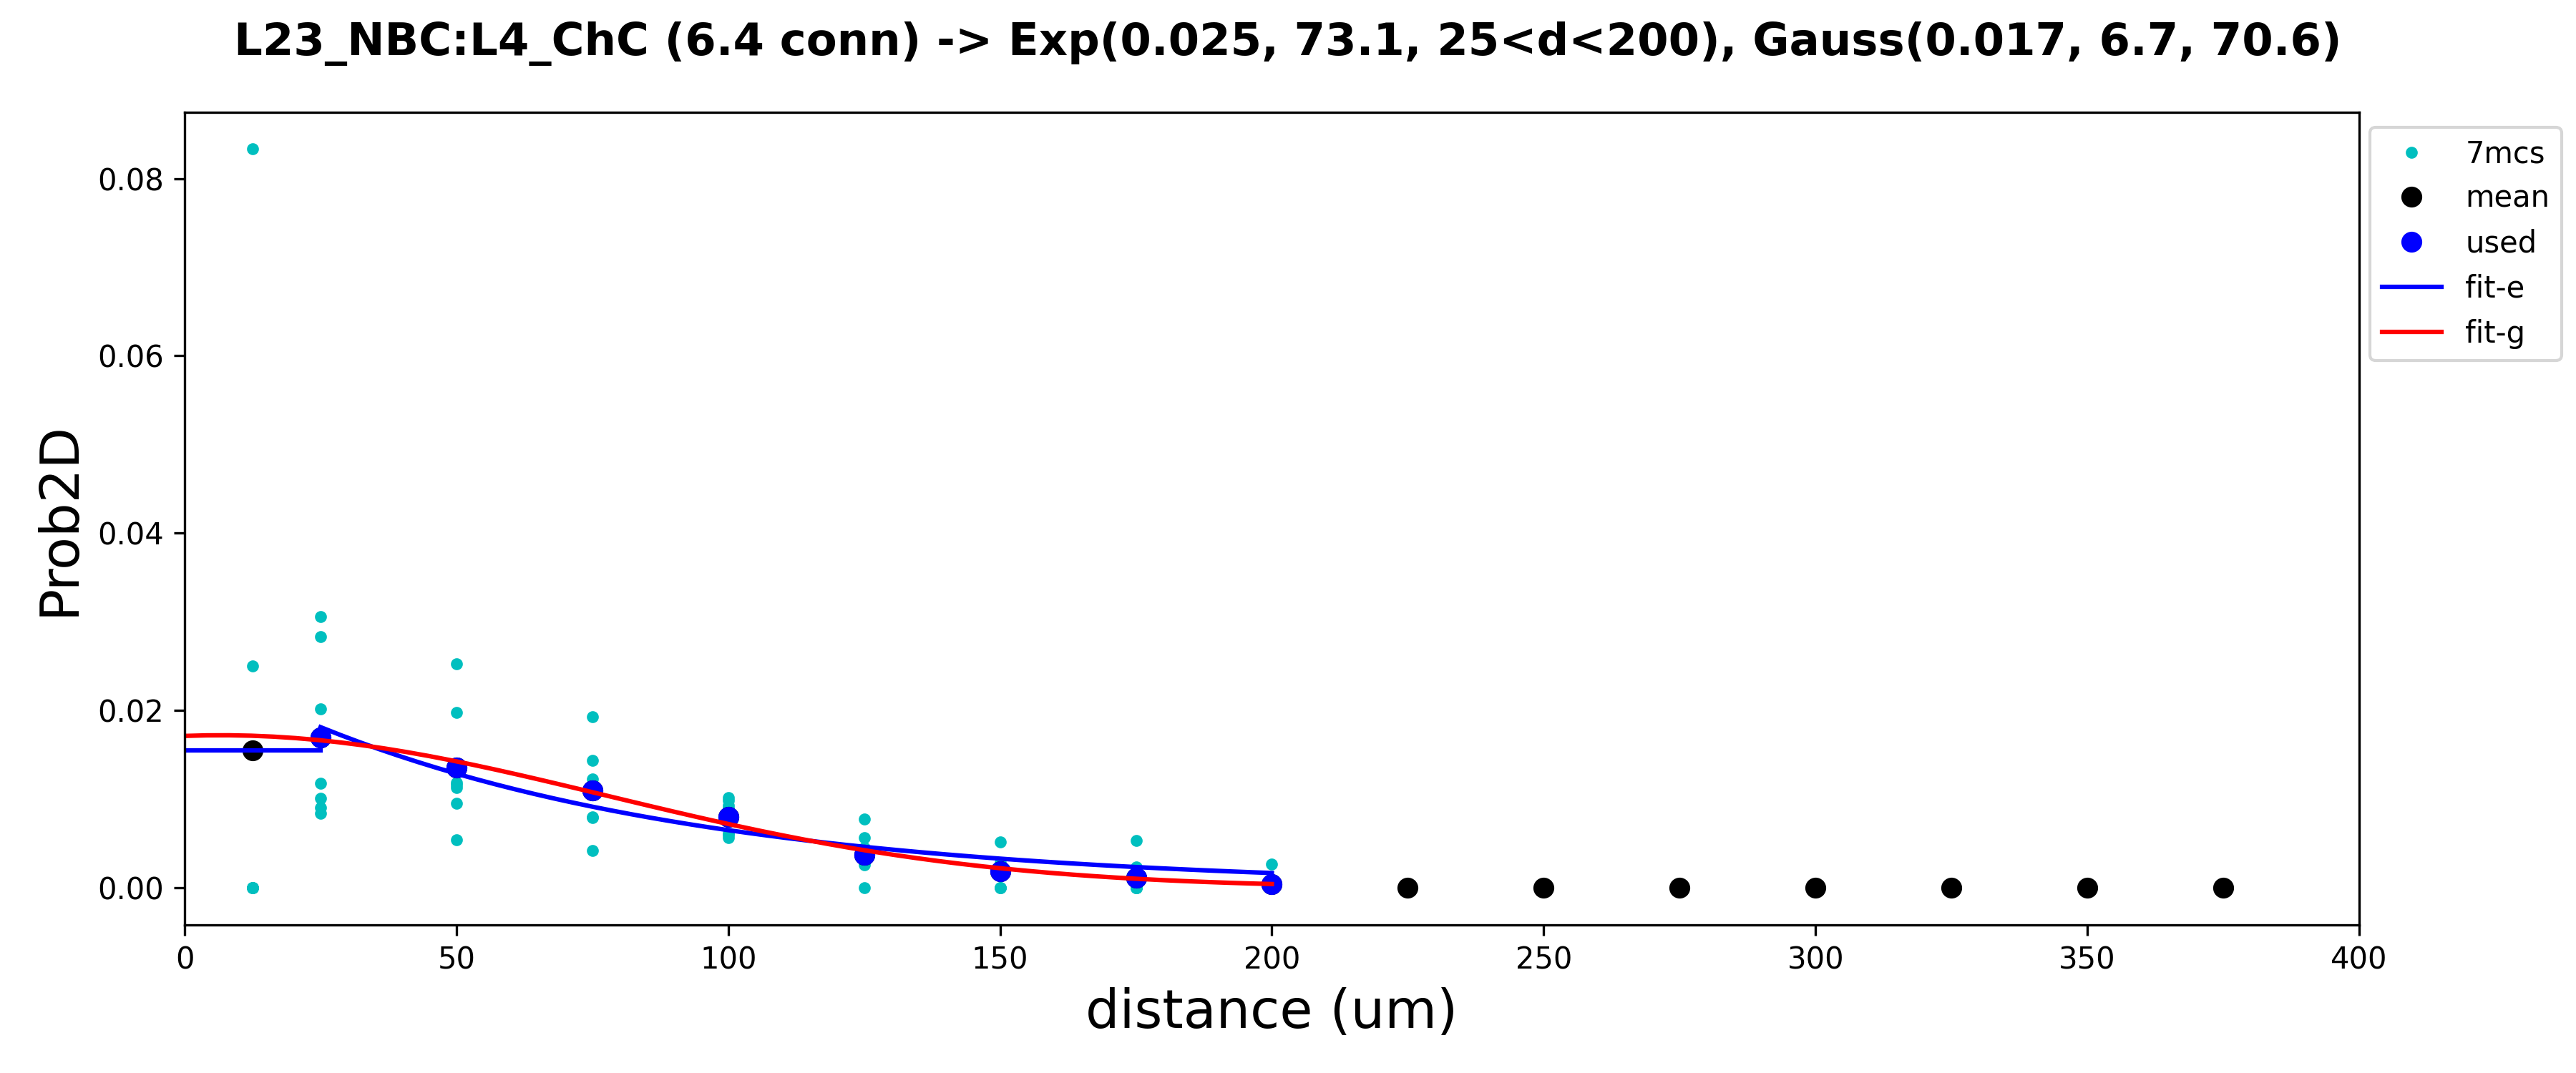 L23_NBC:L4_ChC (6.4 conn) -> Exp(0.025, 73.1, 25<d<200), Gauss(0.017, 6.7, 70.6)
7mcs
mean
used
fit-e
fit-g
Prob2D
0.08
0.06
0.04
0.02
0.00
0 50 100 150 200 250 300 350 400
distance (um)